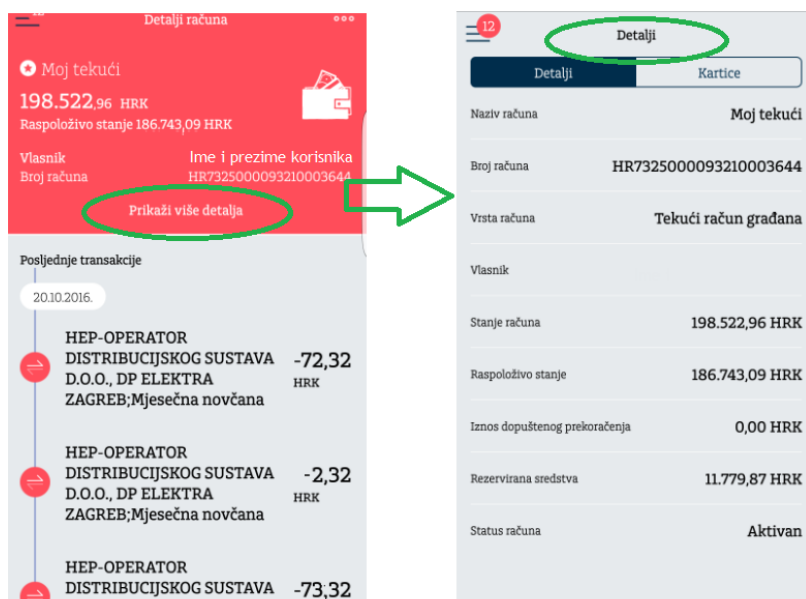 12
Detalji računa
Moj tekući
198.522,96 HRK
Raspoloživo stanje 186.743,09 HRK
Vlasnik Ime i prezime korisnika
Broj računa HR7325000093210003644
Prikaži više detalja
Posljednje transakcije
20.10.2016.
HEP-OPERATOR
DISTRIBUCIJSKOG SUSTAVA -72,32
D.O.O., DP ELEKTRA HRK
ZAGREB;Mjesečna novčana
HEP-OPERATOR
DISTRIBUCIJSKOG SUSTAVA -2,32
D.O.O., DP ELEKTRA HRK
ZAGREB;Mjesečna novčana
HEP-OPERATOR
DISTRIBUCIJSKOG SUSTAVA -73,32
12
Detalji
Detalji Kartice
Naziv računa Moj tekući
Broj računa HR7325000093210003644
Vrsta računa Tekući račun građana
Vlasnik
Stanje računa 198.522,96 HRK
Raspoloživo stanje 186.743,09 HRK
Iznos dopuštenog prekoračenja 0,00 HRK
Rezervirana sredstva 11.779,87 HRK
Status računa Aktivan